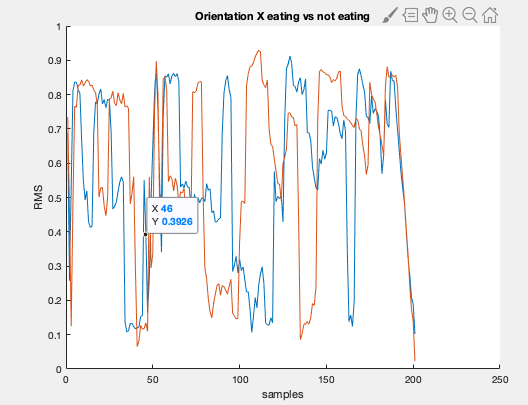 Orientation X eating vs not eating
1
0.9
0.8
0.7
0.6
0.5
0.4
0.3
0.2
0.1
0
RMS
X 46
Y 0.3926
0 50 100 150 200 250
samples